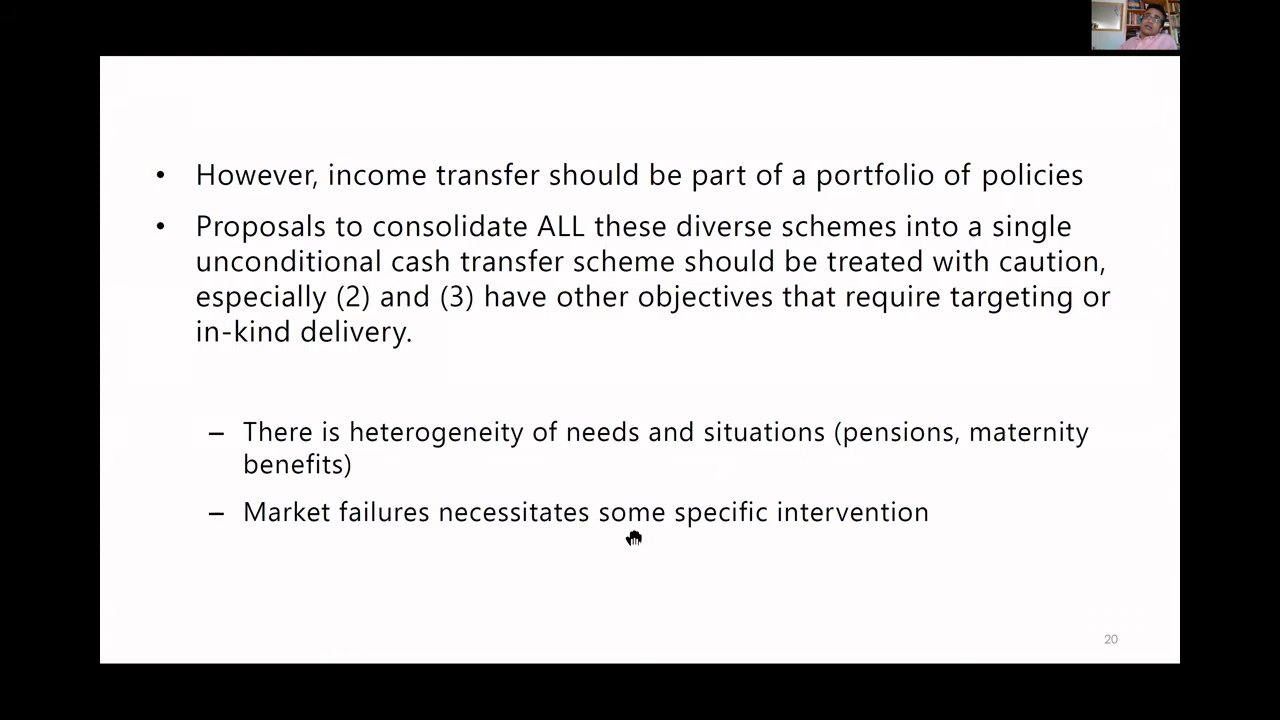 • However, income transfer should be part of a portfolio of policies
• Proposals to consolidate ALL these diverse schemes into a single
unconditional cash transfer scheme should be treated with caution,
especially (2) and (3) have other objectives that require targeting or
in-kind delivery.
– There is heterogeneity of needs and situations (pensions, maternity
benefits)
– Market failures necessitates some specific intervention
20